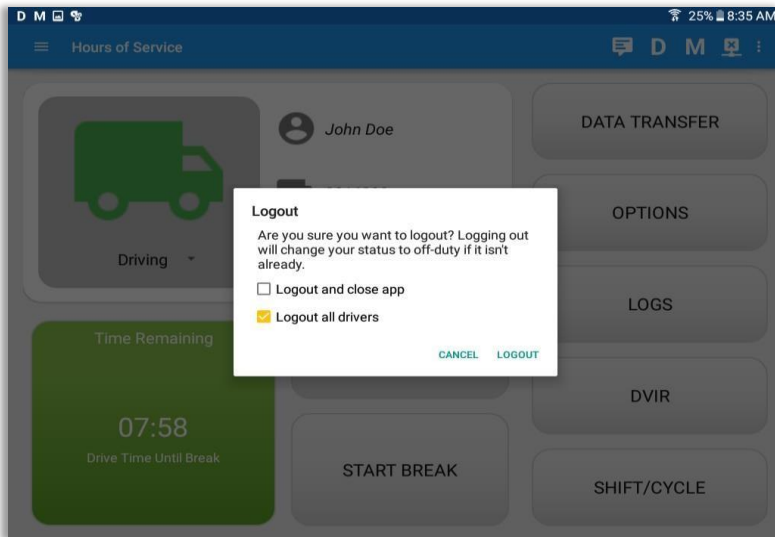 D M
25% 8:35 AM
Hours of Service
D M
John Doe
DATA TRANSFER
OPTIONS
Driving
Logout
Are you sure you want to logout? Logging out
will change your status to off-duty if it isn't
already.
Logout and close app
Logout all drivers
CANCEL LOGOUT
LOGS
Time Remaining
07:58
Drive Time Until Break
START BREAK
DVIR
SHIFT/CYCLE